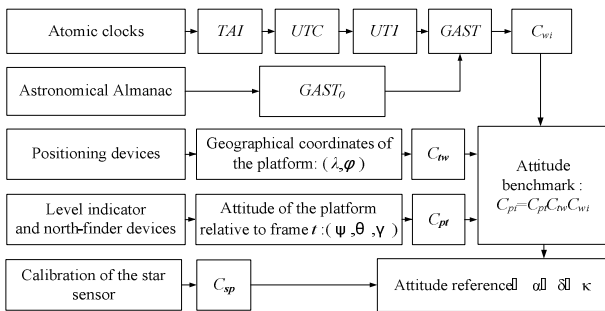 Atomic clocks
TAI
UTC
UTI
GAST
C_wi
Astronomical Almanac
GAST_0
Positioning devices
Geographical coordinates of
the platform: ( λ,φ )
C_tw
Attitude
benchmark :
C_pi=C_ptC_twC_wi
Level indicator
and north-finder devices
Attitude of the platform
relative to frame t : ( ψ ,θ ,γ )
C_pt
Calibration of the star
sensor
C_sp
Attitude reference▯ α▯ δ▯ κ